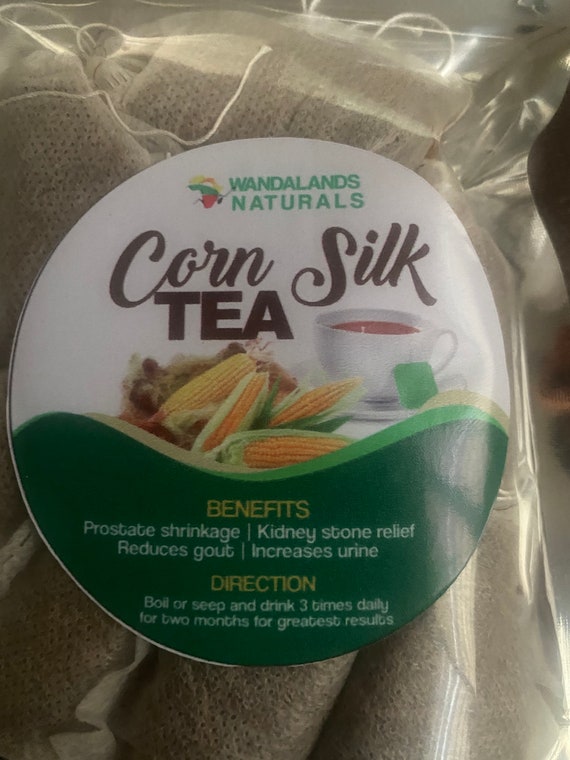 WANDALANDS
NATURALS
Corn Silk
TEA
BENEFITS
Prostate shrinkage | Kidney stone relief
Reduces gout | Increases urine
DIRECTION
Boil or seep and drink 3 times daily
for two months for greatest results